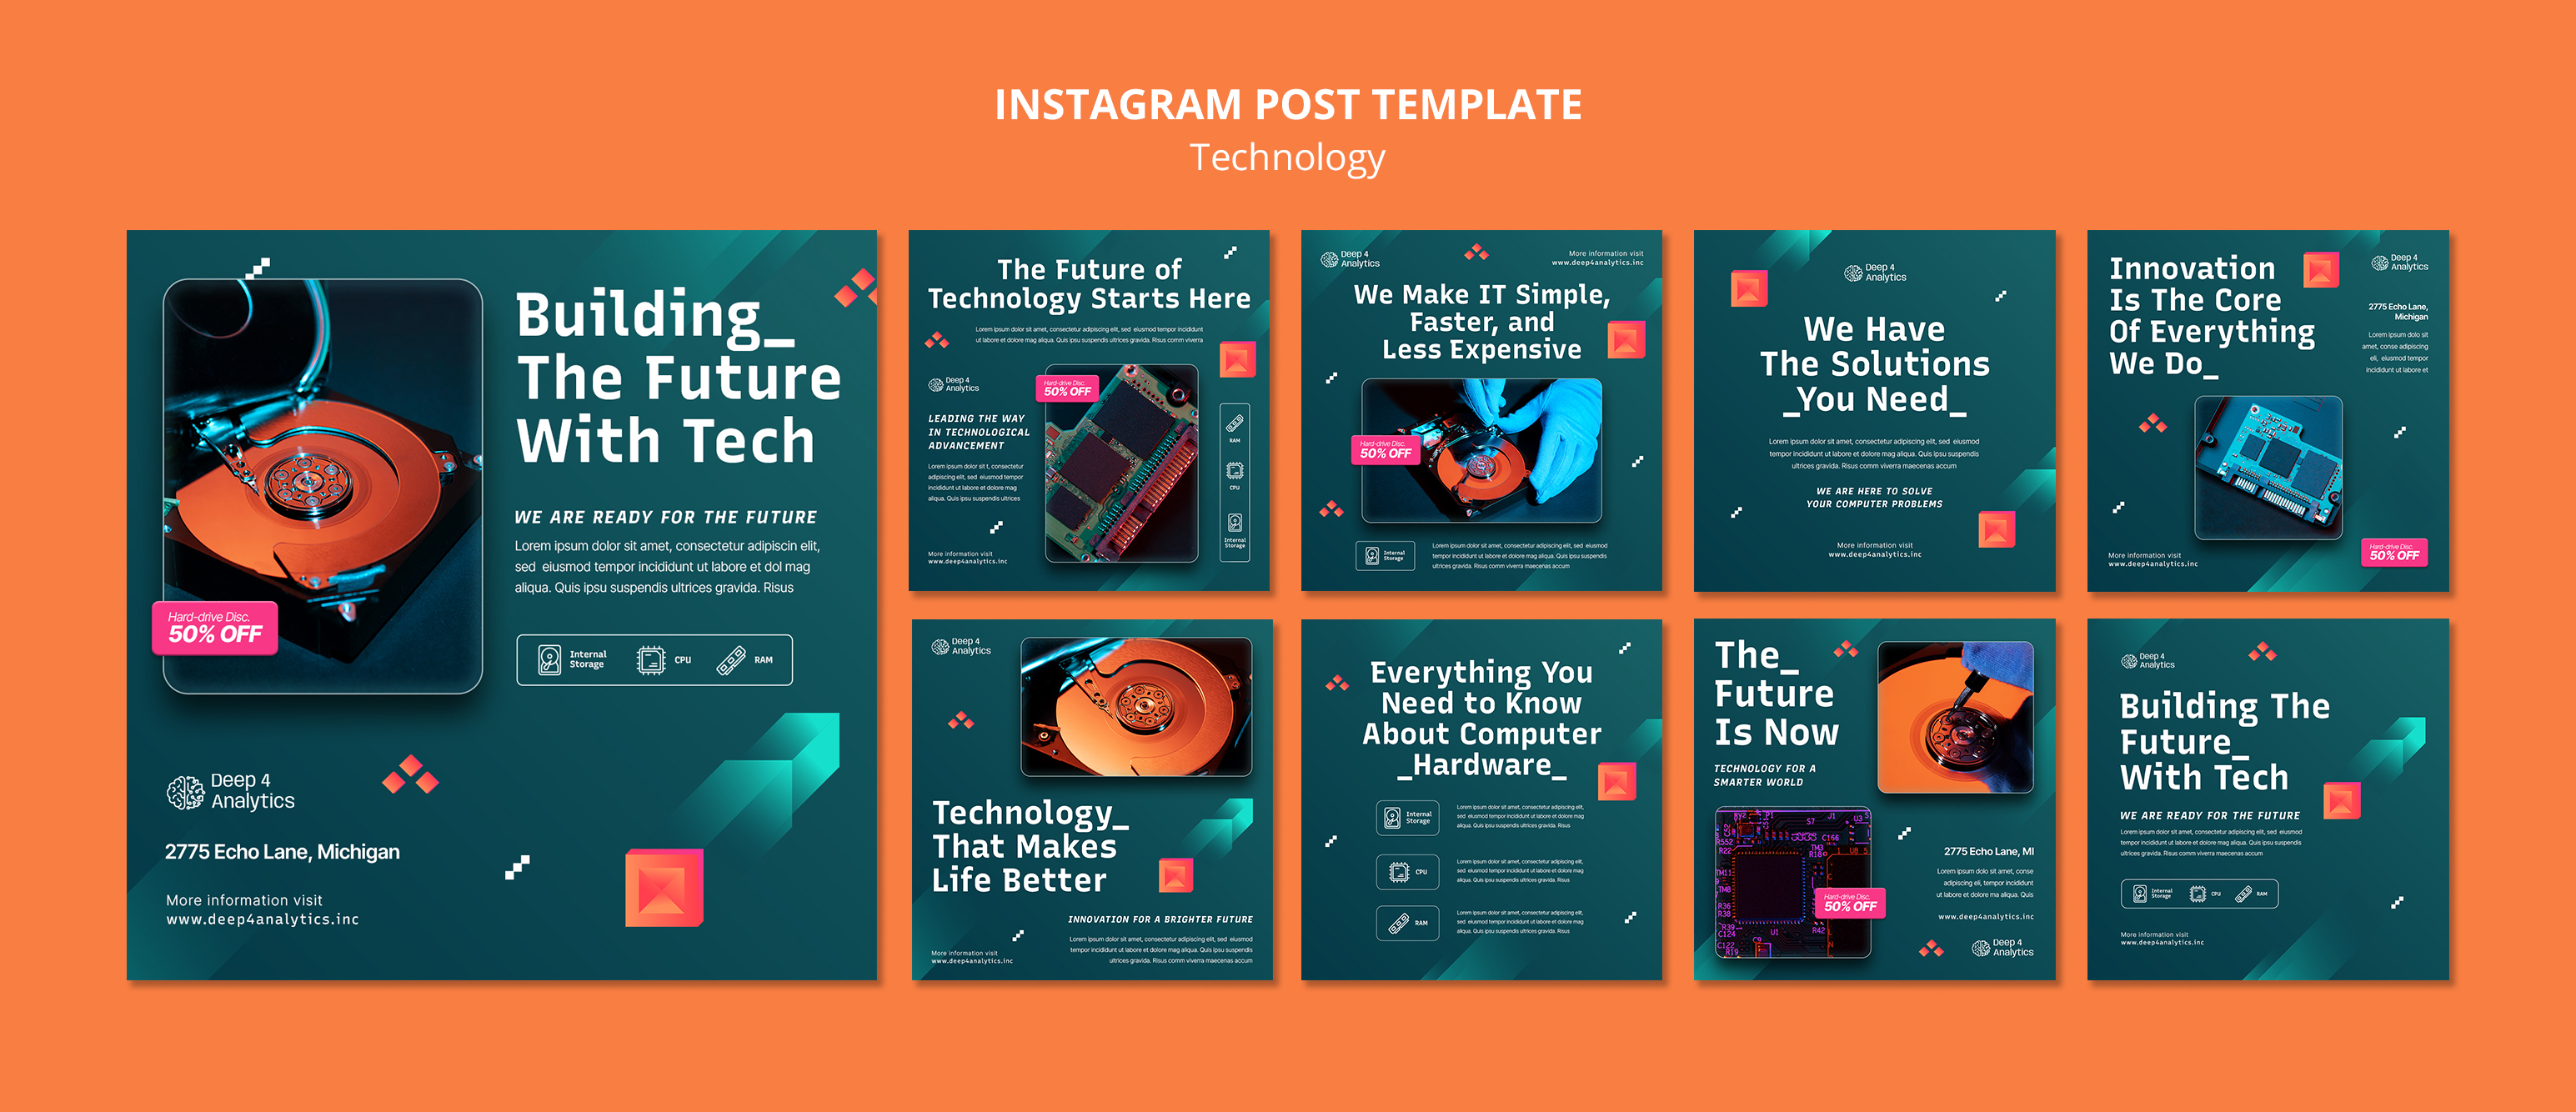 INSTAGRAM POST TEMPLATE
Technology
Building_
The Future
With Tech
WE ARE READY FOR THE FUTURE
Lorem ipsum dolor sit amet, consectetur adipiscin elit,
sed eiusmod tempor incididunt ut labore et dol mag
aliqua. Quis ipsu suspendis ultrices gravida. Risus
Hard-drive Disc.
50% OFF
Internal
Storage
CPU
RAM
Deep 4
Analytics
2775 Echo Lane, Michigan
More information visit
www.deep4analytics.inc
The Future of
Technology Starts Here
Lorem ipsum dolor sit amet, consectetur adipiscing elit, sed eiusmod tempor incididunt
ut labore et dolore mag aliqua. Quis ipsu suspendis ultrices gravida. Risus comm viverra
Deep 4
Analytics
Hard-drive Disc.
50% OFF
LEADING THE WAY
IN TECHNOLOGICAL
ADVANCEMENT
Lorem ipsum dolor sit t, consectetur
adipiscing elit, sed eiusmod tempor
incididunt ut labore et dolore mag
aliqua. Quis ipsu suspendis ultrices
RAM
CPU
Internal
Storage
More information visit
www.deep4analytics.inc
Deep 4
Analytics
More information visit
www.deep4analytics.inc
We Make IT Simple,
Faster, and
Less Expensive
Hard-drive Disc.
50% OFF
Internal
Storage
Lorem ipsum dolor sit amet, consectetur adipiscing elit, sed eiusmod
tempor incididunt ut labore et dolore mag aliqua. Quis ipsu suspendis
ultrices gravida. Risus comm viverra maecenas accum
Deep 4
Analytics
We Have
The Solutions
_You Need_
Lorem ipsum dolor sit amet, consectetur adipiscing elit, sed eiusmod
tempor incididunt ut labore et dolore mag aliqua. Quis ipsu suspendis
ultrices gravida. Risus comm viverra maecenas accum
WE ARE HERE TO SOLVE
YOUR COMPUTER PROBLEMS
More information visit
www.deep4analytics.inc
Innovation
Is The Core
Of Everything
We Do_
Deep 4
Analytics
2775 Echo Lane,
Michigan
Lorem ipsum dolo sit
amet, conse adipiscing
eli, eiusmod tempor
incididunt ut labore et
More information visit
www.deep4analytics.inc
Hard-drive Disc.
50% OFF
Deep 4
Analytics
Technology_
That Makes
Life Better
INNOVATION FOR A BRIGHTER FUTURE
Lorem ipsum dolor sit amet, consectetur adipiscing elit, sed eiusmod
tempor incididunt ut labore et dolore mag aliqua. Quis ipsu suspendis
ultrices gravida. Risus comm viverra maecenas accum
More information visit
www.deep4analytics.inc
Everything You
Need to Know
About Computer
_Hardware_
Internal
Storage
Lorem ipsum dolor sit amet, consectetur adipiscing elit,
sed eiusmod tempor incididunt ut labore et dolore mag
aliqua. Quis ipsu suspendis ultrices gravida. Risus
CPU
Lorem ipsum dolor sit amet, consectetur adipiscing elit,
sed eiusmod tempor incididunt ut labore et dolore mag
aliqua. Quis ipsu suspendis ultrices gravida. Risus
RAM
Lorem ipsum dolor sit amet, consectetur adipiscing elit,
sed eiusmod tempor incididunt ut labore et dolore mag
aliqua. Quis ipsu suspendis ultrices gravida. Risus
The_
Future
Is Now
TECHNOLOGY FOR A
SMARTER WORLD
Hard-drive Disc.
50% OFF
2775 Echo Lane, MI
Lorem ipsum dolo sit amet, conse
adipiscing eli, tempor incididunt
ut labore et dolore ma aliqua. Quis
www.deep4analytics.inc
Deep 4
Analytics
Deep 4
Analytics
Building The
Future_
With Tech
WE ARE READY FOR THE FUTURE
Lorem ipsum dolor sit amet, consectetur adipiscing elit, sed eiusmod
tempor incididunt ut labore et dolore mag aliqua. Quis ipsu suspendis
ultrices gravida. Risus comm viverra maecenas accum
Internal
Storage
CPU
RAM
More information visit
www.deep4analytics.inc